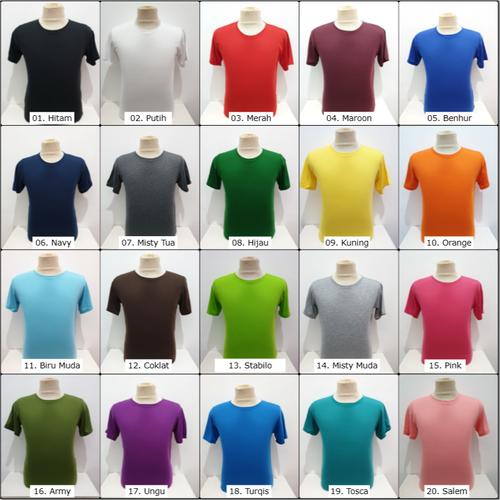 01. Hitam
02. Putih
03. Merah
04. Maroon
05. Benhur
06. Navy
07. Misty Tua
08. Hijau
09. Kuning
10. Orange
11. Biru Muda
12. Coklat
13. Stabilo
14. Misty Muda
15. Pink
16. Army
17. Ungu
18. Turqis
19. Tosca
20. Salem